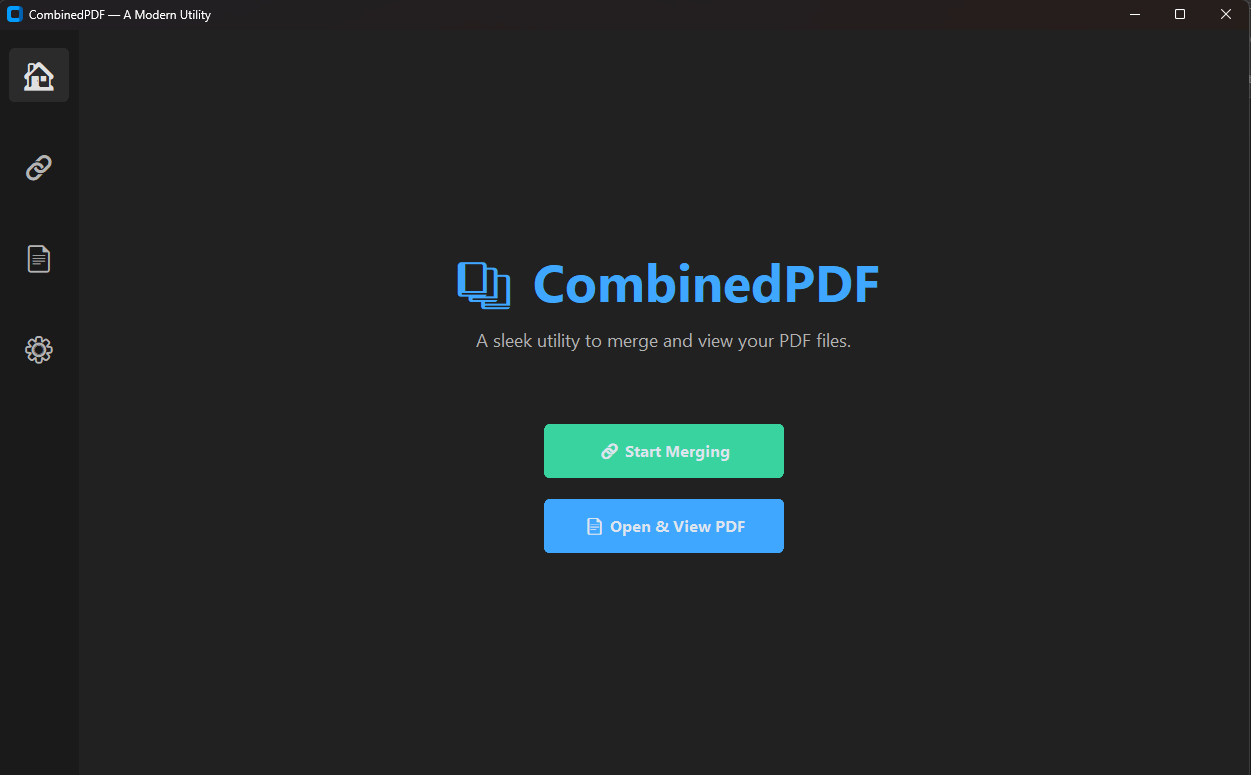 CombinedPDF — A Modern Utility
CombinedPDF
A sleek utility to merge and view your PDF files.
Start Merging
Open & View PDF